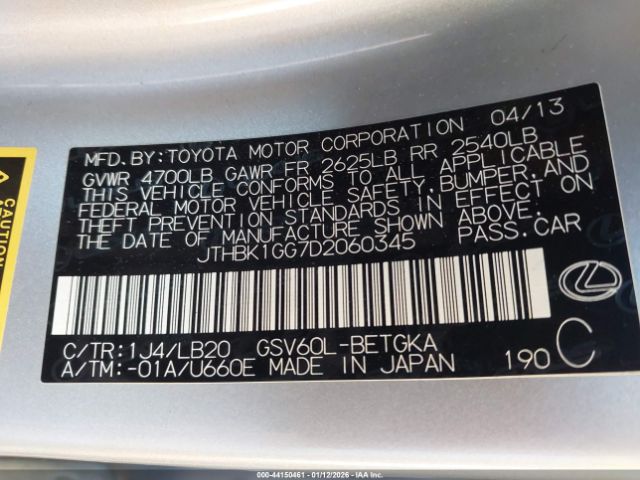 04/13
MFD.BY:TOYOTA MOTOR CORPORATION
GVWR 4700LB GAWR FR 2625LB RR 2540LB
THIS VEHICLE CONFORMS TO ALL APPLICABLE
FEDERAL MOTOR VEHICLE SAFETY,BUMPER,AND
THEFT PREVENTION STANDARDS IN EFFECT ON
THE DATE OF MANUFACTURE SHOWN ABOVE.
JTHBK1GG7D2060345 PASS.CAR
C/TR:1J4/LB20 GSV60L-BETGKA
A/TM:-01A/U660E MADE IN JAPAN 190 C
CAUTION
000-44150461 - 01/12/2026 - IAA Inc.